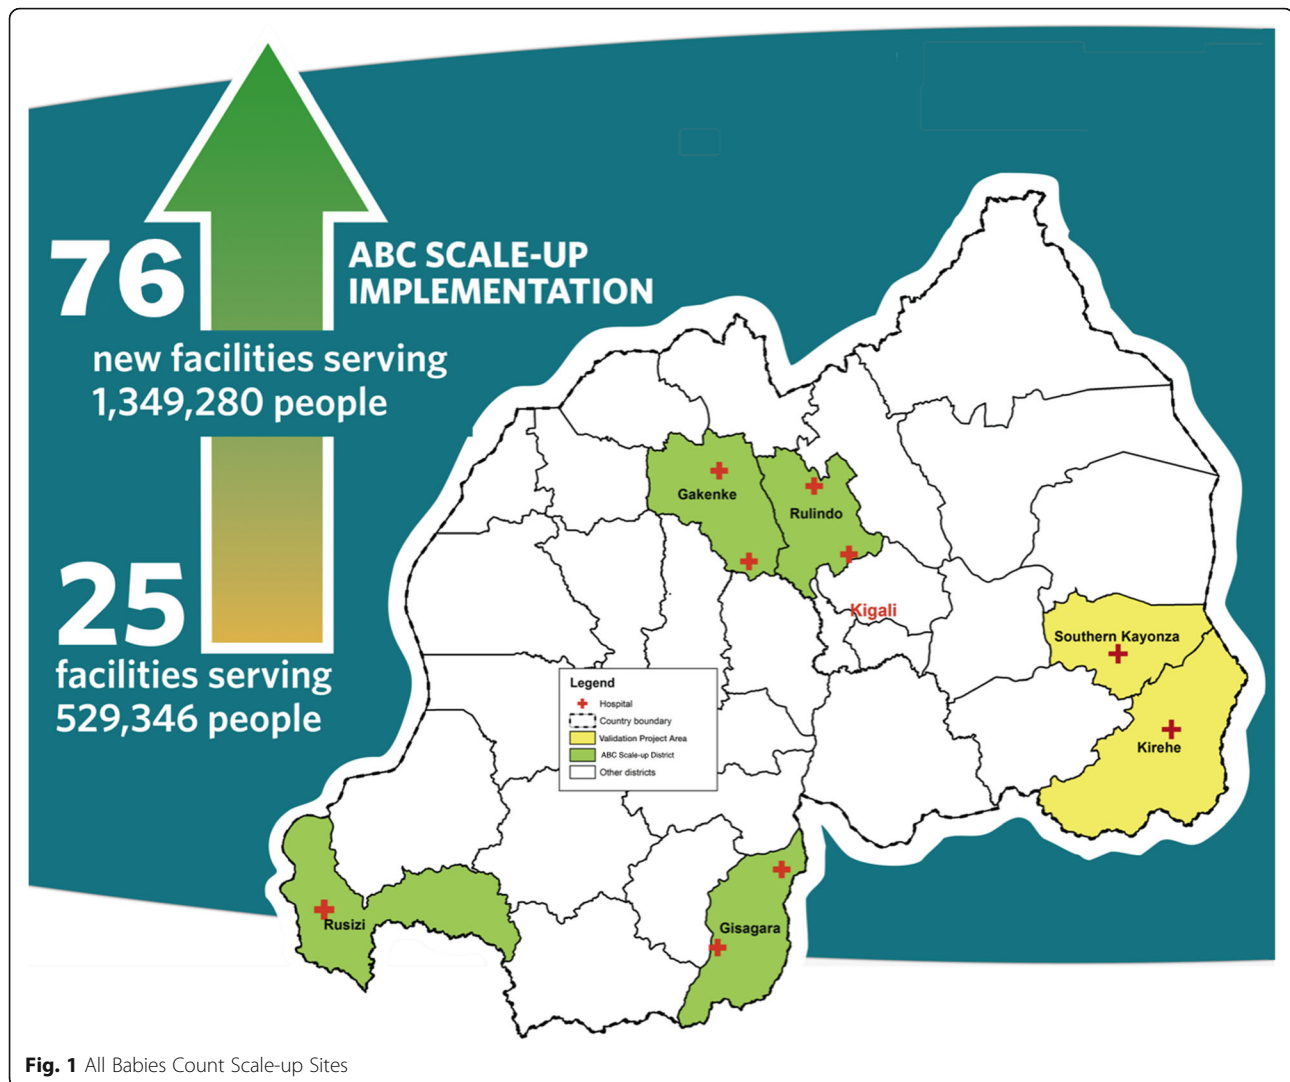 76
ABC SCALE-UP
IMPLEMENTATION
new facilities serving
1,349,280 people
25
facilities serving
529,346 people
Gakenke
Rulindo
Kigali
Southern Kayonza
Kirehe
Legend
Hospital
Country boundary
Validation Project Area
ABC Scale-up District
Other districts
Rusizi
Gisagara
Fig. 1 All Babies Count Scale-up Sites